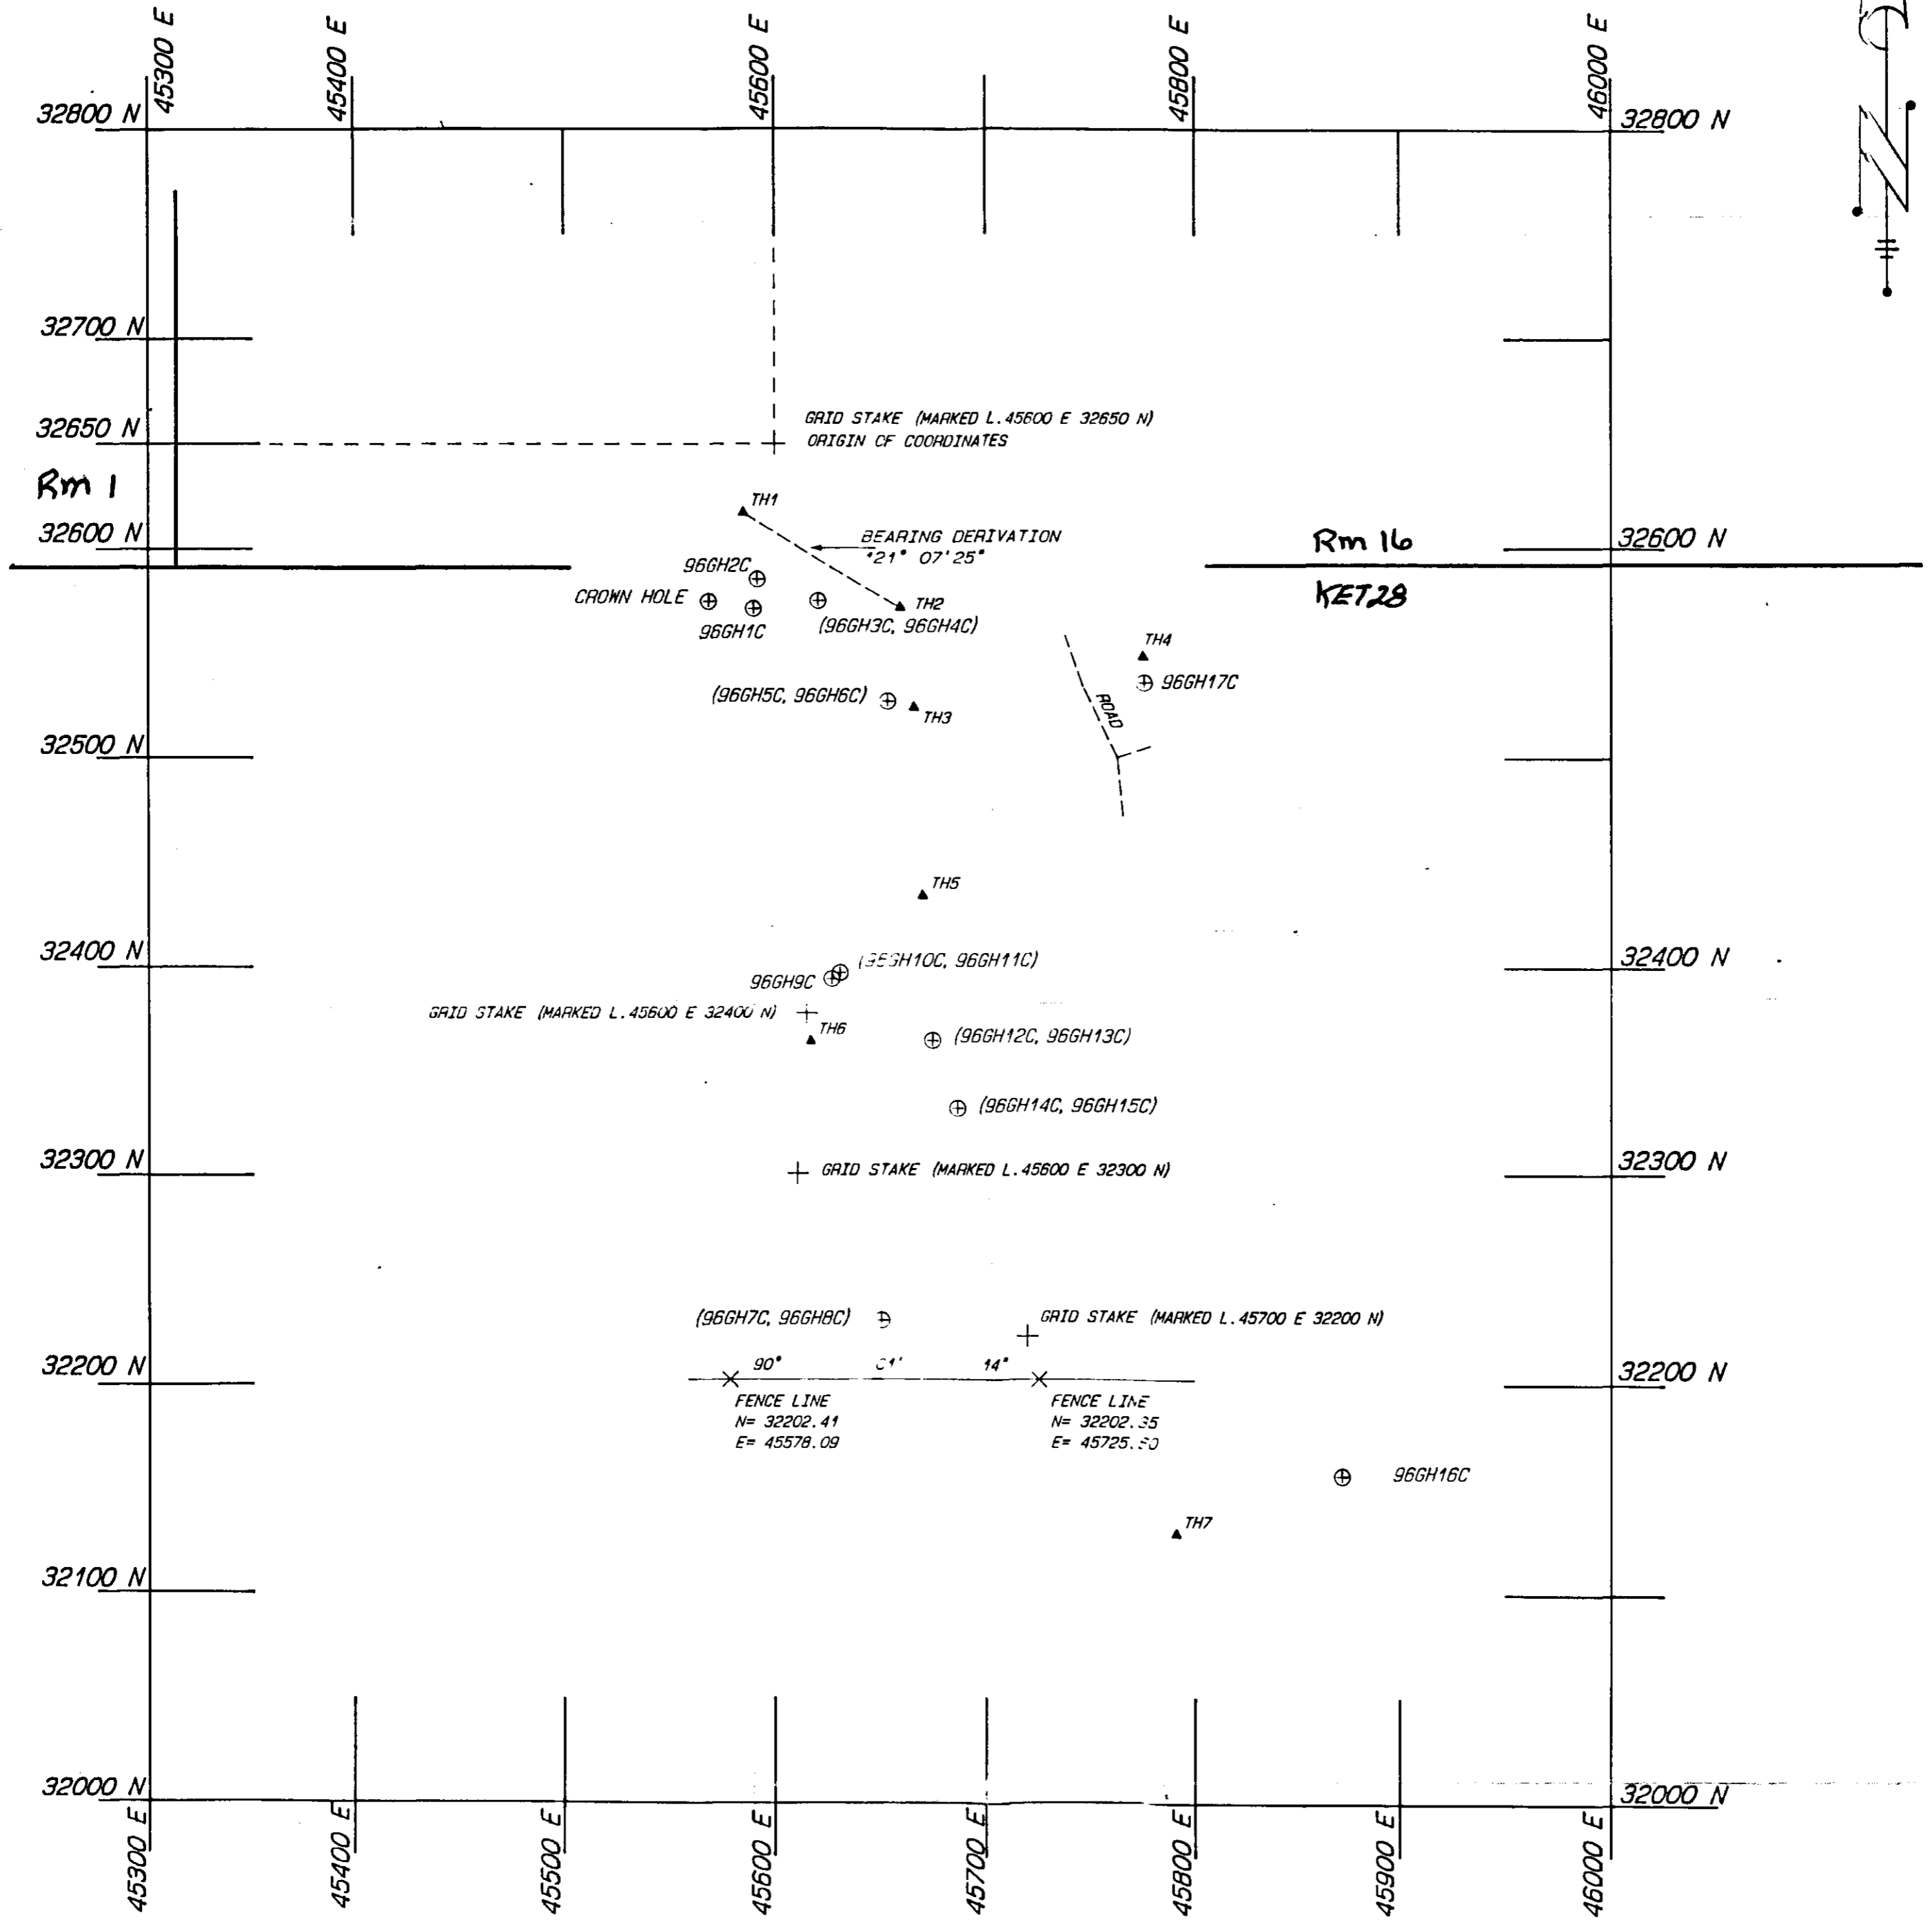 45300 E
45400 E
45600 E
45800 E
46000 E
32800 N
32800 N
N
32700 N
GRID STAKE (MARKED L.45600 E 32650 N)
32650 N
ORIGIN OF COORDINATES
Rm 1
TH1
32600 N
BEARING DERIVATION
121° 07'25"
Rm 16
32600 N
96GH2C
KET28
CROWN HOLE
TH2
96GH1C
(96GH3C, 96GH4C)
TH4
96GH17C
(96GH5C, 96GH6C)
TH3
ROAD
32500 N
TH5
32400 N
(96GH10C, 96GH11C)
32400 N
96GH9C
GRID STAKE (MARKED L.45600 E 32400 N)
TH6
(96GH12C, 96GH13C)
(96GH14C, 96GH15C)
32300 N
GRID STAKE (MARKED L.45600 E 32300 N)
32300 N
(96GH7C, 96GH8C)
GRID STAKE (MARKED L.45700 E 32200 N)
32200 N
90° 14"
32200 N
FENCE LINE
N= 32202.41
E= 45578.09
FENCE LINE
N= 32202.35
E=
96GH16C
TH7
32100 N
32000 N
32000 N
45300 E
45400 E
45500 E
45600 E
45700 E
45800 E
45900 E
46000 E